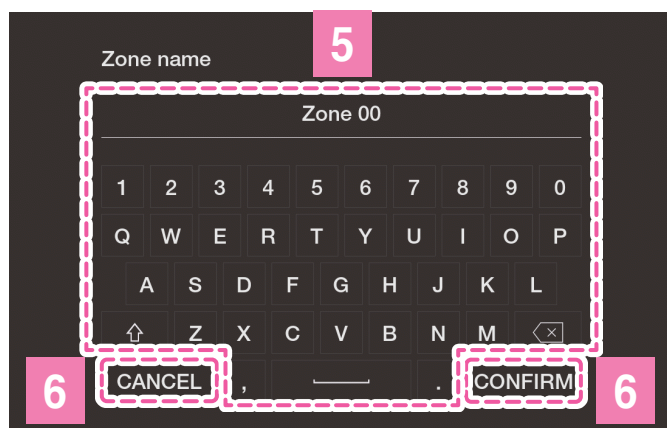 5
Zone name
Zone 00
1 2 3 4 5 6 7 8 9 0
Q W E R T Y U I O P
A S D F G H J K L
Z X C V B N M
6 CANCEL , . CONFIRM 6